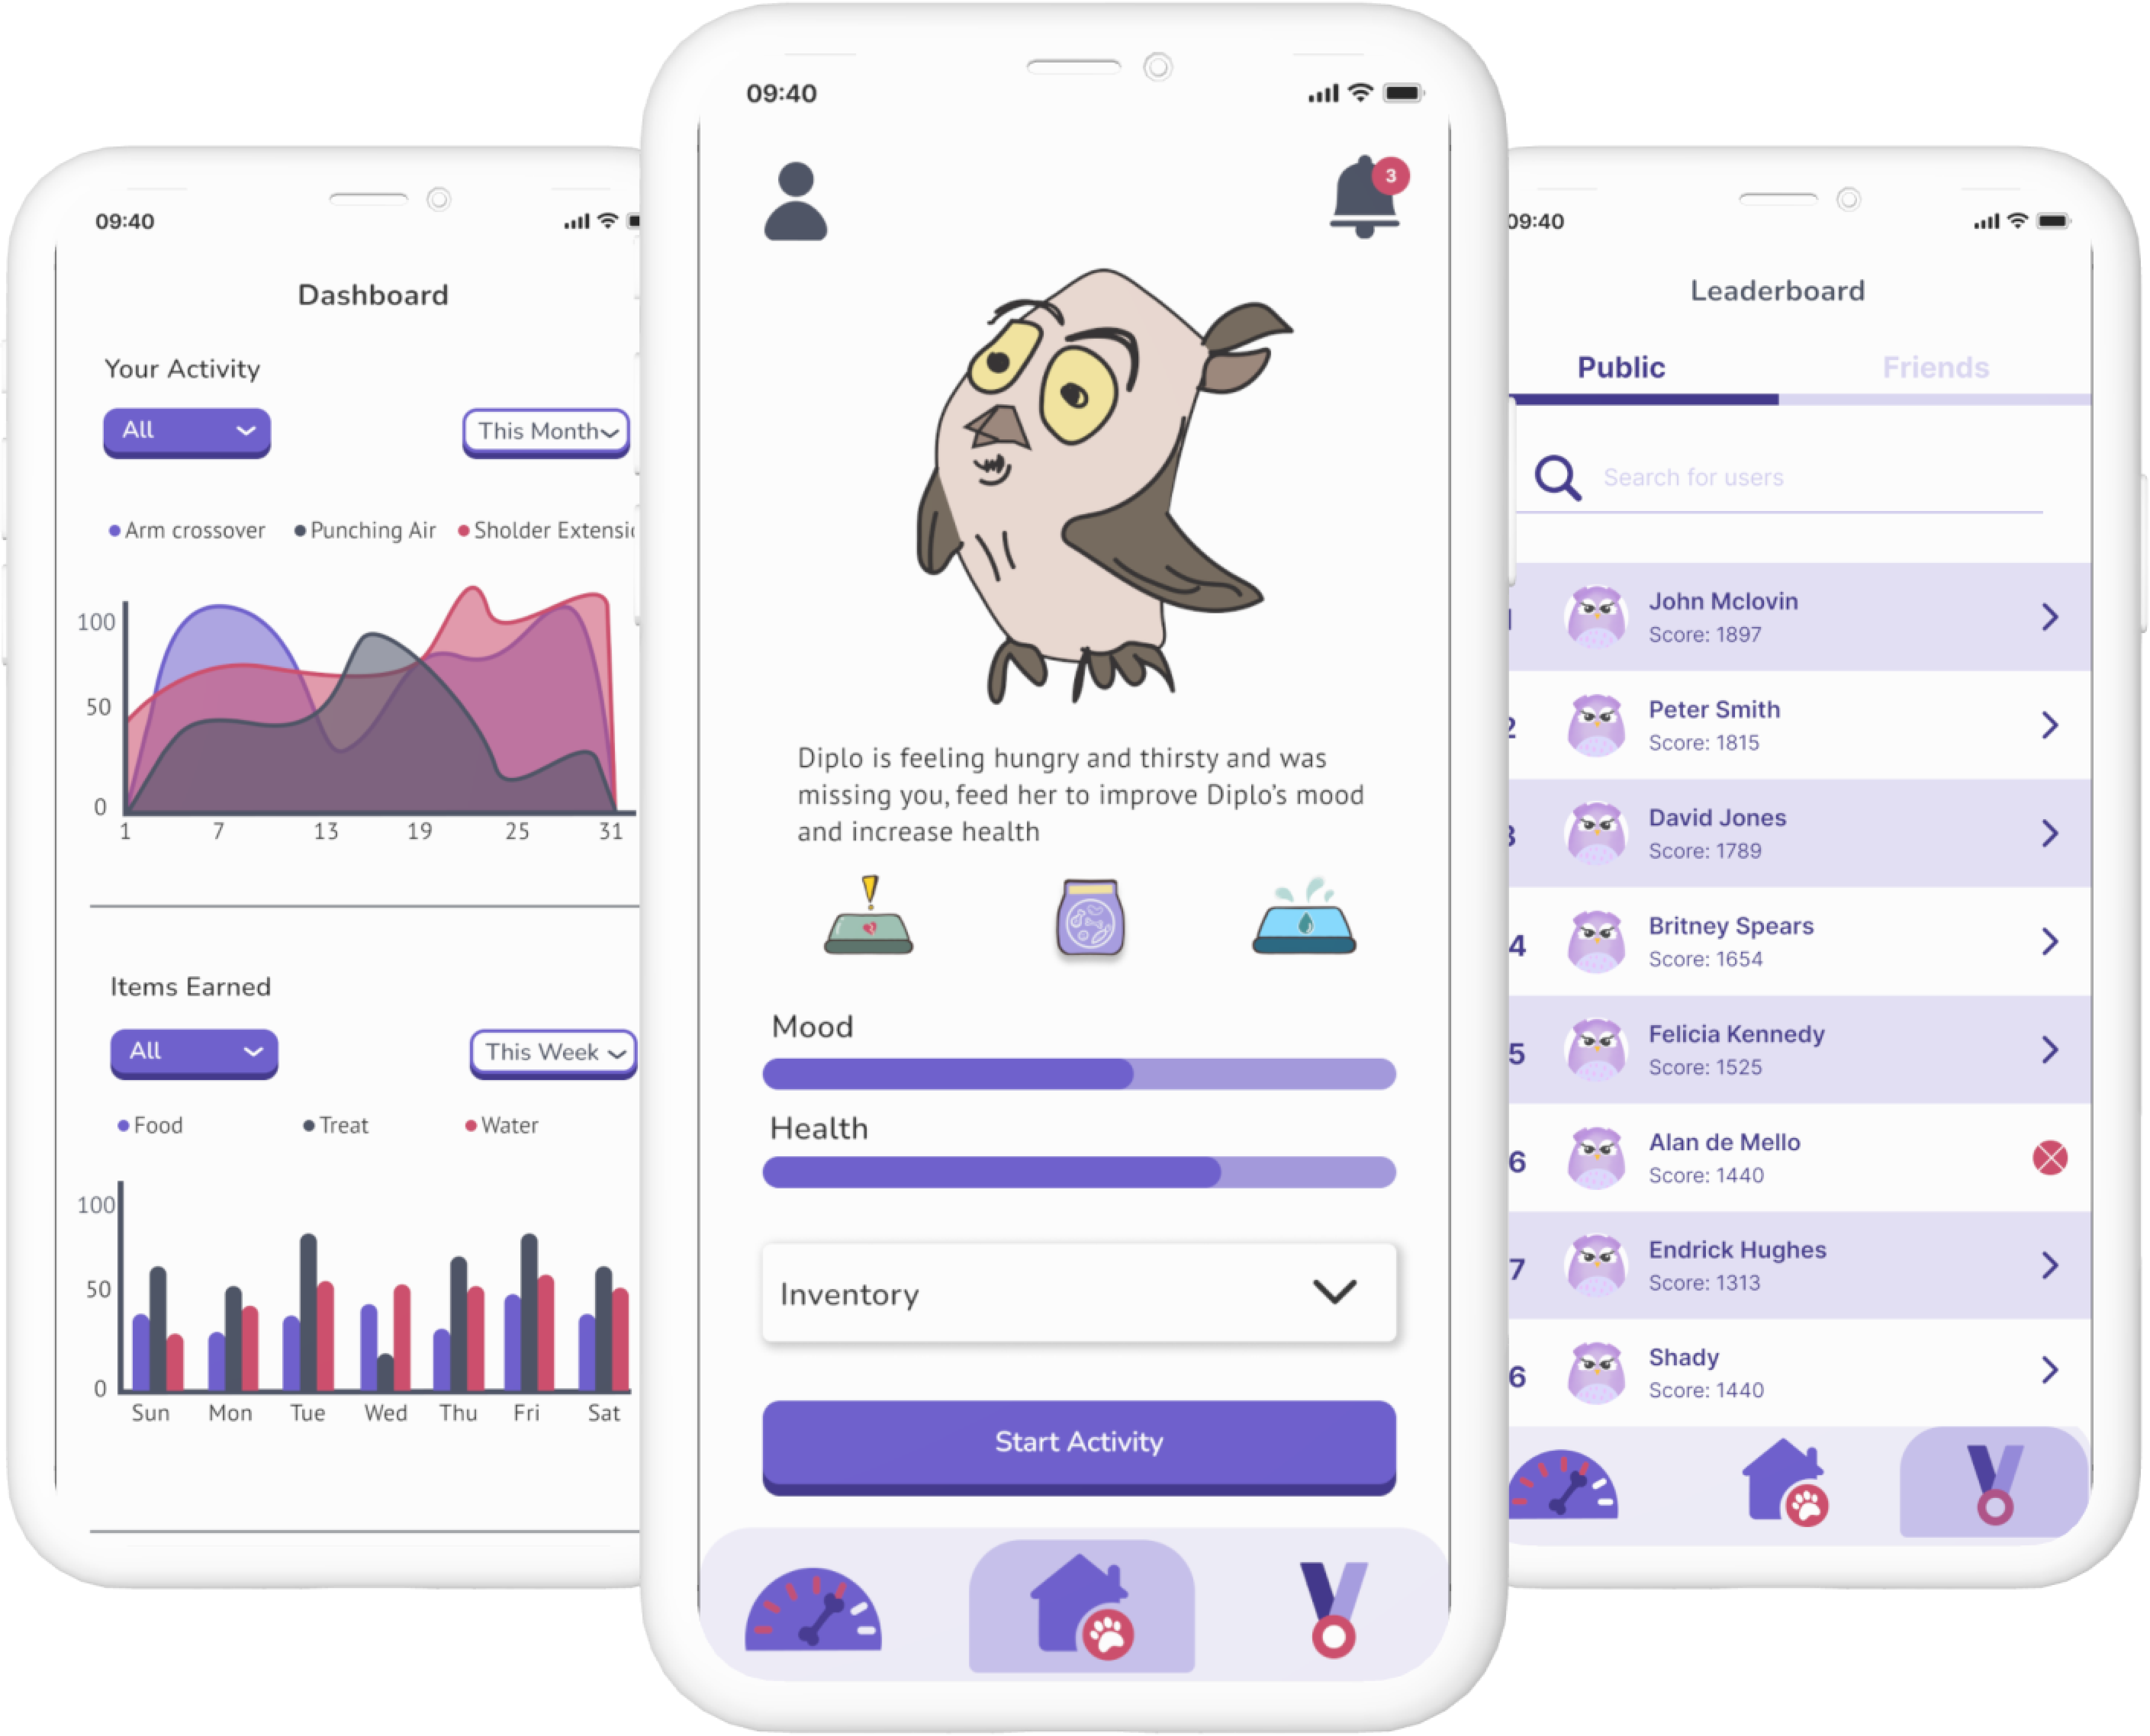 09:40
Dashboard
Your Activity
All
This Month
Arm crossover
Punching Air
Sholder Extensi
100
50
0
1 7 13 19 25 31
Items Earned
All
This Week
Food
Treat
Water
100
50
0
Sun Mon Tue Wed Thu Fri Sat
09:40
3
Diplo is feeling hungry and thirsty and was
missing you, feed her to improve Diplo's mood
and increase health
Mood
Health
Inventory
Start Activity
09:40
Leaderboard
Public
Friends
Search for users
1
John Mclovin
Score: 1897
2
Peter Smith
Score: 1815
3
David Jones
Score: 1789
4
Britney Spears
Score: 1654
5
Felicia Kennedy
Score: 1525
6
Alan de Mello
Score: 1440
7
Endrick Hughes
Score: 1313
6
Shady
Score: 1440